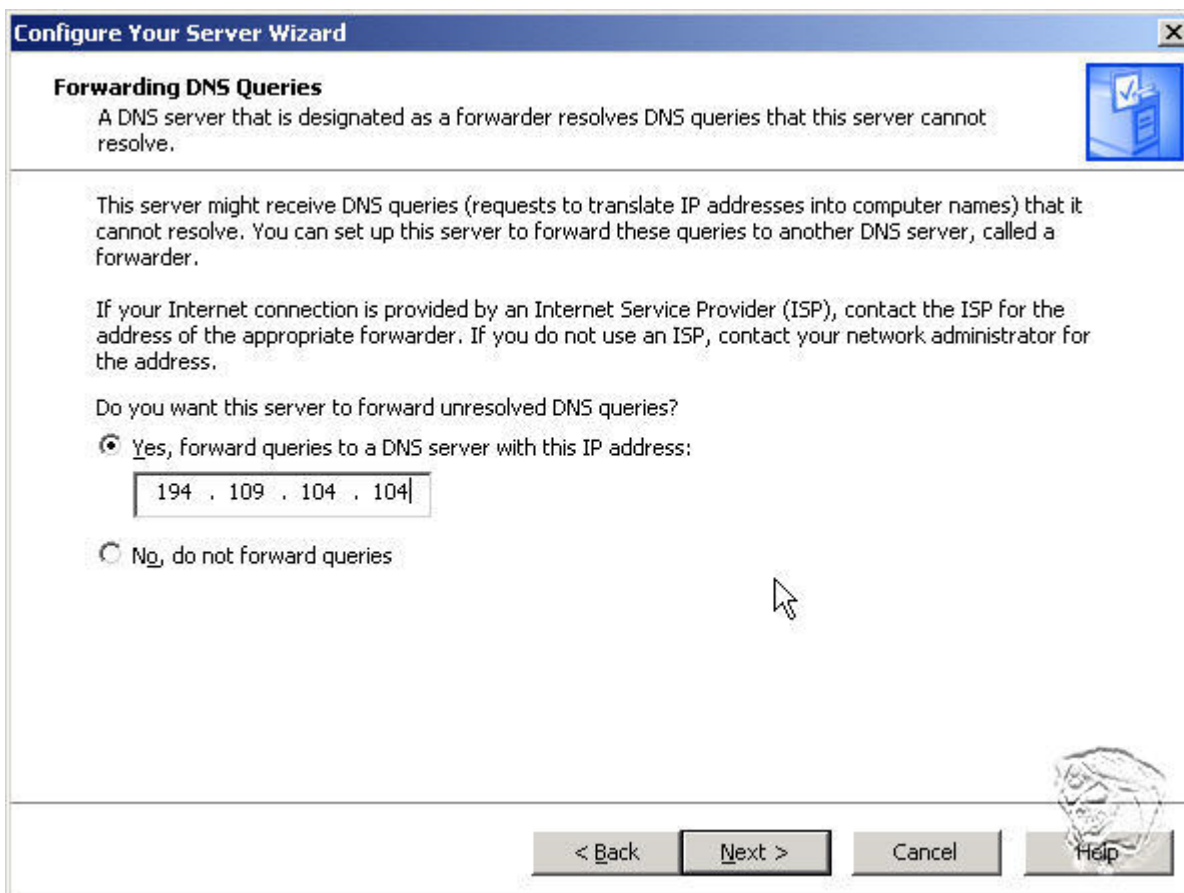 Configure Your Server Wizard
Forwarding DNS Queries
A DNS server that is designated as a forwarder resolves DNS queries that this server cannot
resolve.
This server might receive DNS queries (requests to translate IP addresses into computer names) that it
cannot resolve. You can set up this server to forward these queries to another DNS server, called a
forwarder.
If your Internet connection is provided by an Internet Service Provider (ISP), contact the ISP for the
address of the appropriate forwarder. If you do not use an ISP, contact your network administrator for
the address.
Do you want this server to forward unresolved DNS queries?
Yes, forward queries to a DNS server with this IP address:
194 . 109 . 104 . 104
No, do not forward queries
< Back Next > Cancel Help